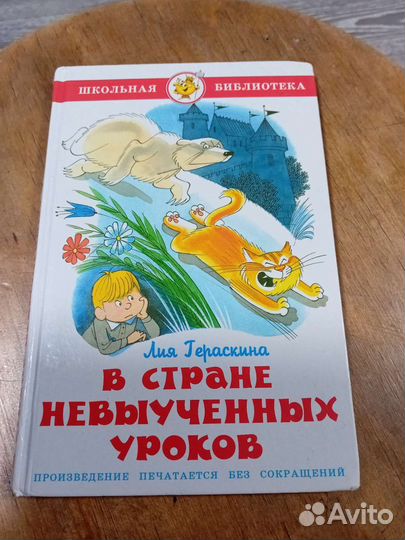 ШКОЛЬНАЯ БИБЛИОТЕКА
Лия Гераскина
В СТРАНЕ
НЕВЫУЧЕННЫХ
УРОКОВ
ПРОИЗВЕДЕНИЕ ПЕЧАТАЕТСЯ БЕЗ СОКРАЩЕНИЙ
Avito